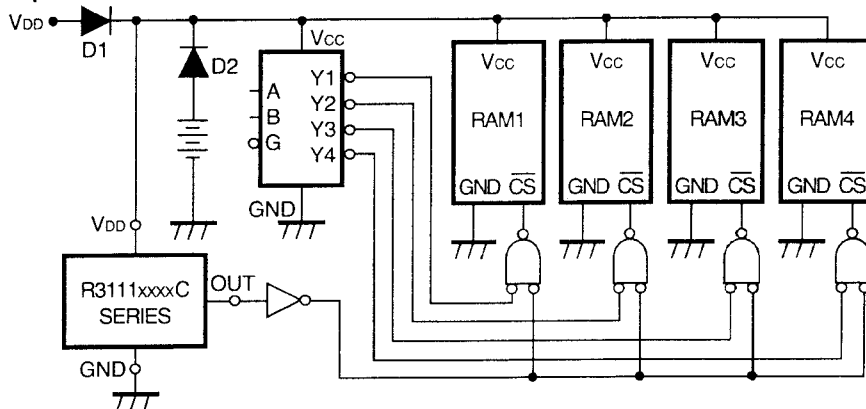 VDD
D1
D2
VCC
A
B
G
Y1
Y2
Y3
Y4
GND
VCC
RAM1
GND CS
VCC
RAM2
GND CS
VCC
RAM3
GND CS
VCC
RAM4
GND CS
VDD
R3111xxxxC
SERIES
OUT
GND